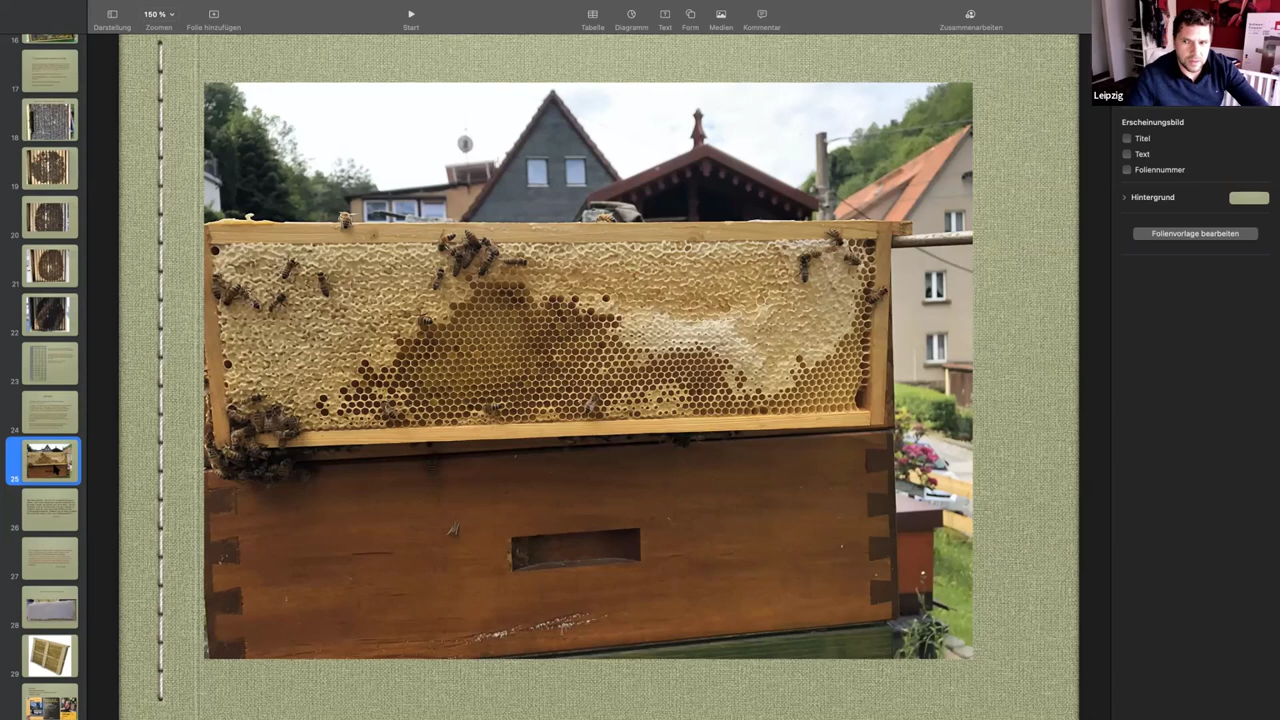 150 %
Darstellung
Zoomen
Folie hinzufügen
Start
Tabelle
Diagramm
Text
Form
Medien
Kommentar
Zusammenarbeiten
Leipzig
Erscheinungsbild
Titel
Text
Foliennummer
Hintergrund
Folienvorlage bearbeiten
16
17
18
19
20
21
22
23
24
25
26
27
28
29